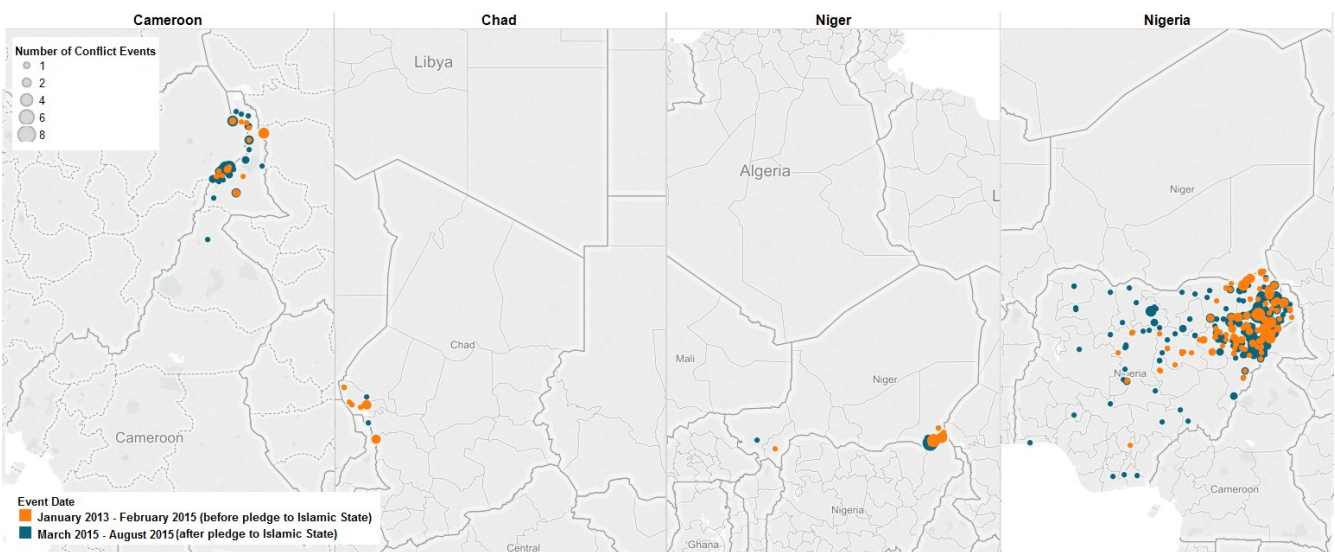 Cameroon
Chad
Niger
Nigeria
Number of Conflict Events
1
2
4
6
8
Libya
Algeria
L
Niger
Chad
Mali
Niger
Nigeria
Cameroon
Nigeria
Cameroon
Ghana
Central
Event Date
January 2013 - February 2015 (before pledge to Islamic State)
March 2015 - August 2015 (after pledge to Islamic State)